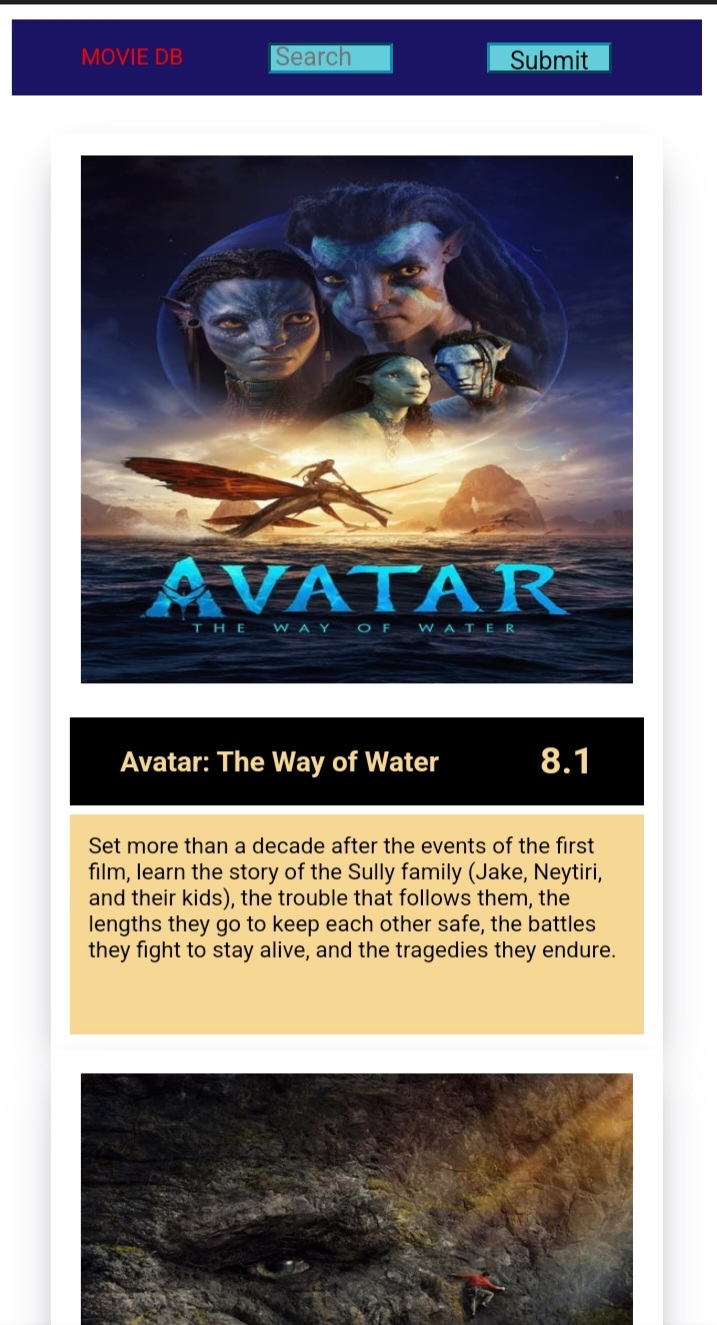 MOVIE DB
Search
Submit
AVATAR
THE WAY OF WATER
Avatar: The Way of Water
8.1
Set more than a decade after the events of the first
film, learn the story of the Sully family (Jake, Neytiri,
and their kids), the trouble that follows them, the
lengths they go to keep each other safe, the battles
they fight to stay alive, and the tragedies they endure.